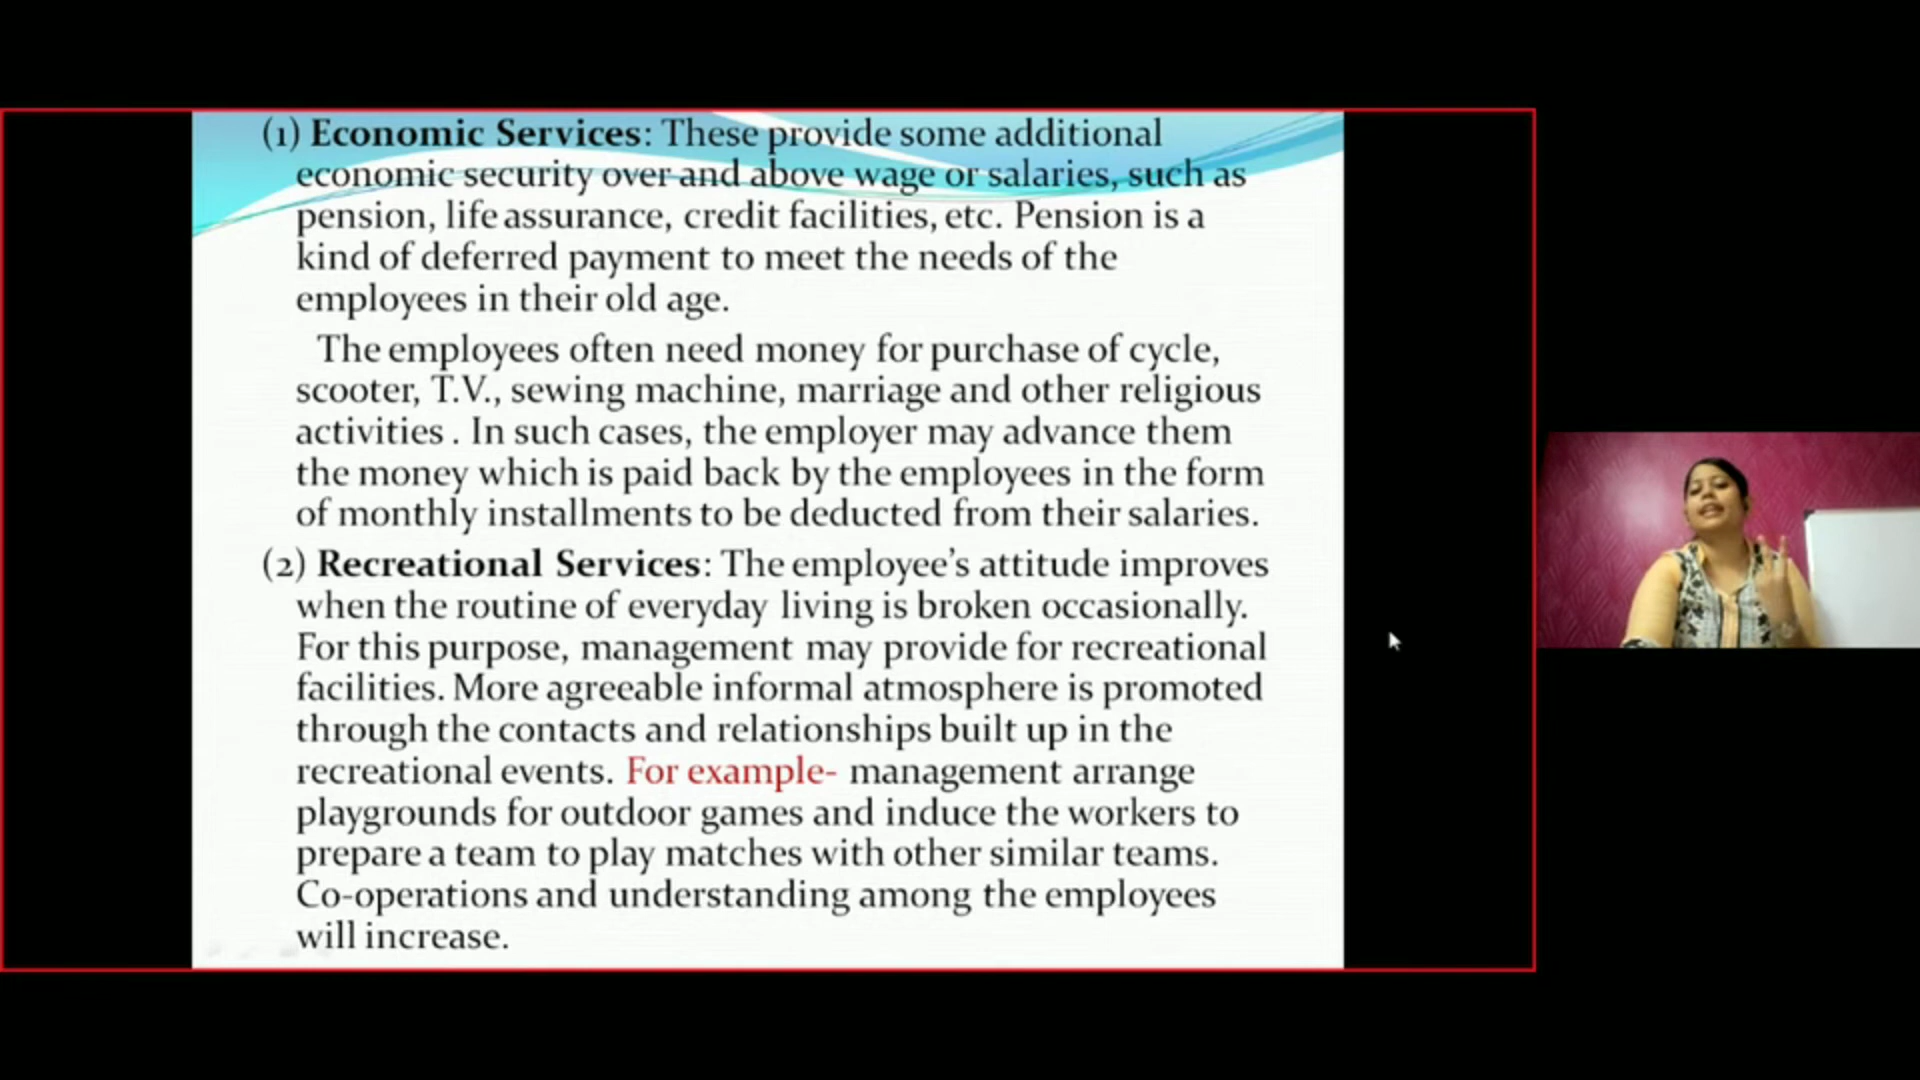 (1) Economic Services: These provide some additional
economic security over and above wage or salaries, such as
pension, life assurance, credit facilities, etc. Pension is a
kind of deferred payment to meet the needs of the
employees in their old age.
The employees often need money for purchase of cycle,
scooter, T.V., sewing machine, marriage and other religious
activities . In such cases, the employer may advance them
the money which is paid back by the employees in the form
of monthly installments to be deducted from their salaries.
(2) Recreational Services: The employee's attitude improves
when the routine of everyday living is broken occasionally.
For this purpose, management may provide for recreational
facilities. More agreeable informal atmosphere is promoted
through the contacts and relationships built up in the
recreational events. For example- management arrange
playgrounds for outdoor games and induce the workers to
prepare a team to play matches with other similar teams.
Co-operations and understanding among the employees
will increase.